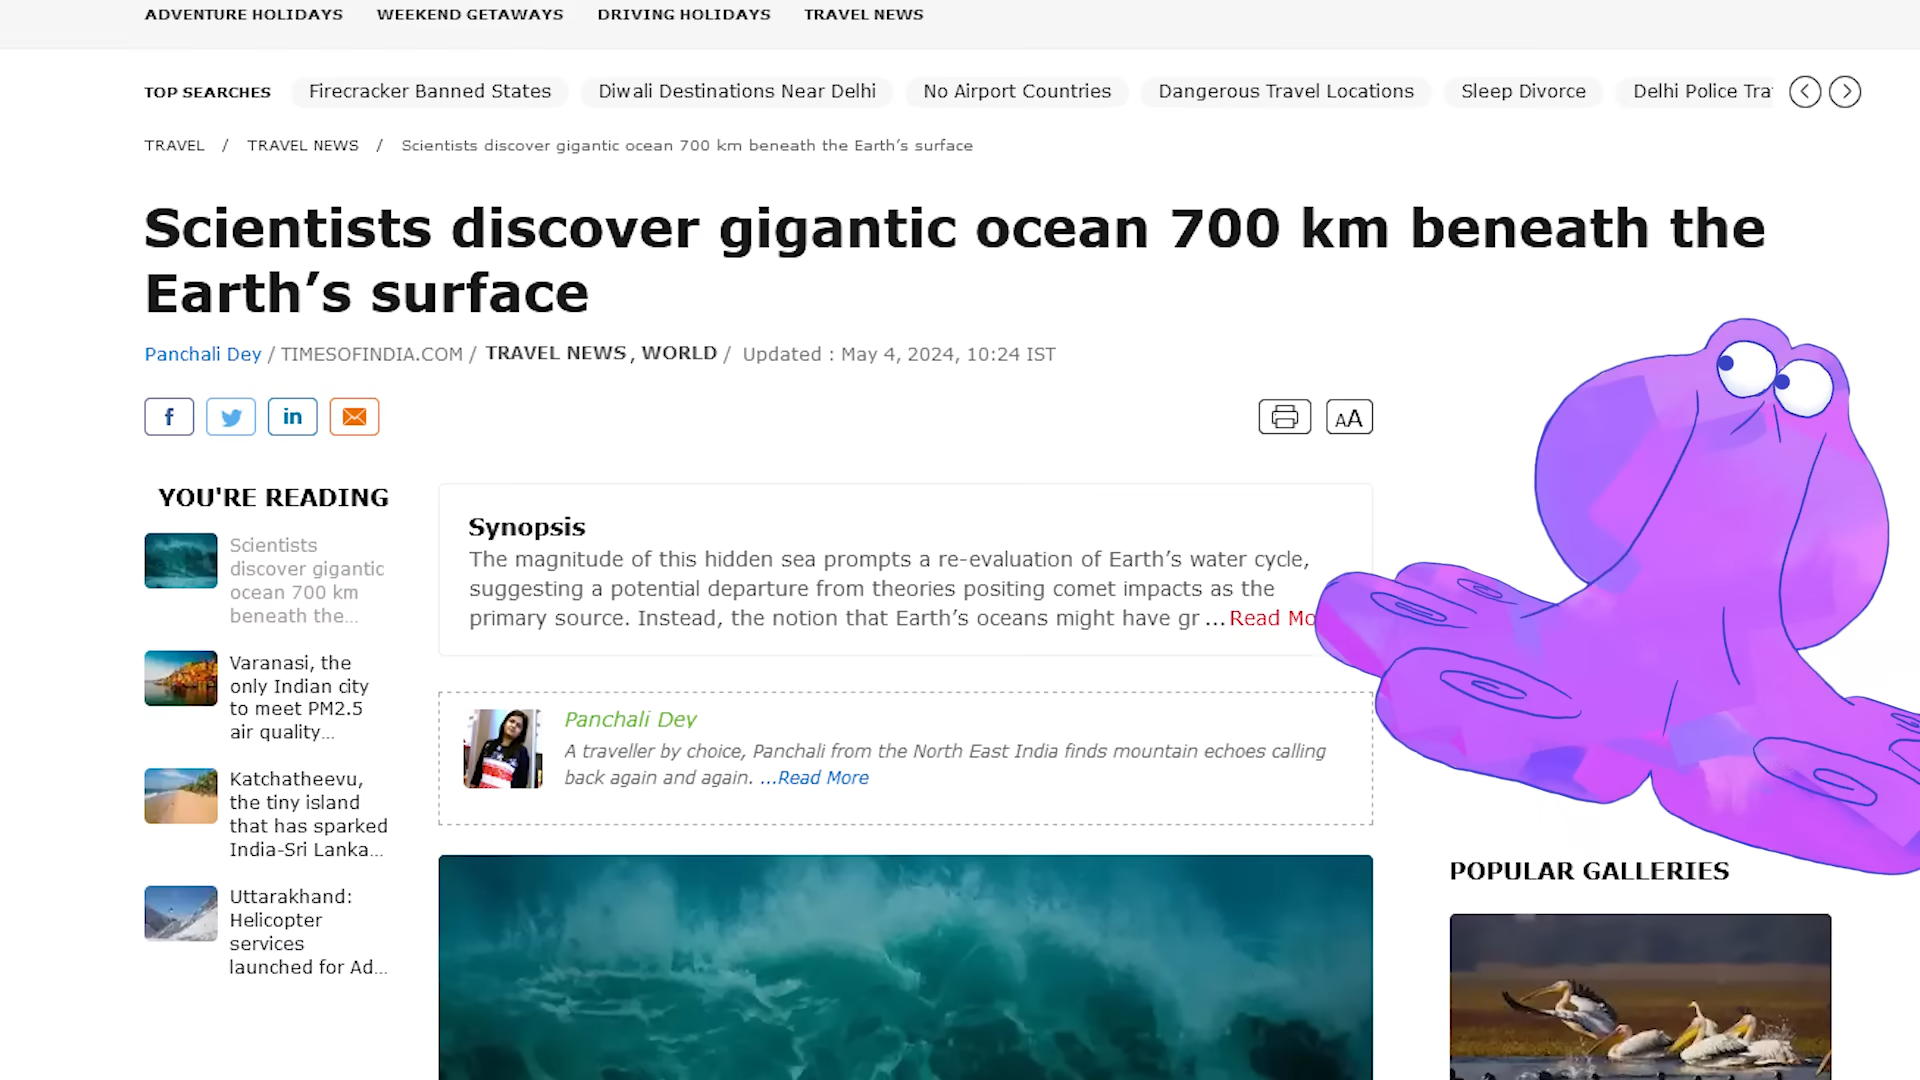 ADVENTURE HOLIDAYS WEEKEND GETAWAYS DRIVING HOLIDAYS TRAVEL NEWS
TOP SEARCHES Firecracker Banned States Diwali Destinations Near Delhi No Airport Countries Dangerous Travel Locations Sleep Divorce Delhi Police Tra
TRAVEL / TRAVEL NEWS / Scientists discover gigantic ocean 700 km beneath the Earth’s surface
Scientists discover gigantic ocean 700 km beneath the
Earth’s surface
Panchali Dey / TIMESOFINDIA.COM / TRAVEL NEWS , WORLD / Updated : May 4, 2024, 10:24 IST
f in AA
YOU'RE READING
Scientists
discover gigantic
ocean 700 km
beneath the...
Varanasi, the
only Indian city
to meet PM2.5
air quality...
Katchatheevu,
the tiny island
that has sparked
India-Sri Lanka...
Uttarakhand:
Helicopter
services
launched for Ad...
Synopsis
The magnitude of this hidden sea prompts a re-evaluation of Earth’s water cycle,
suggesting a potential departure from theories positing comet impacts as the
primary source. Instead, the notion that Earth’s oceans might have gr ... Read Mo
Panchali Dey
A traveller by choice, Panchali from the North East India finds mountain echoes calling
back again and again. ...Read More
POPULAR GALLERIES